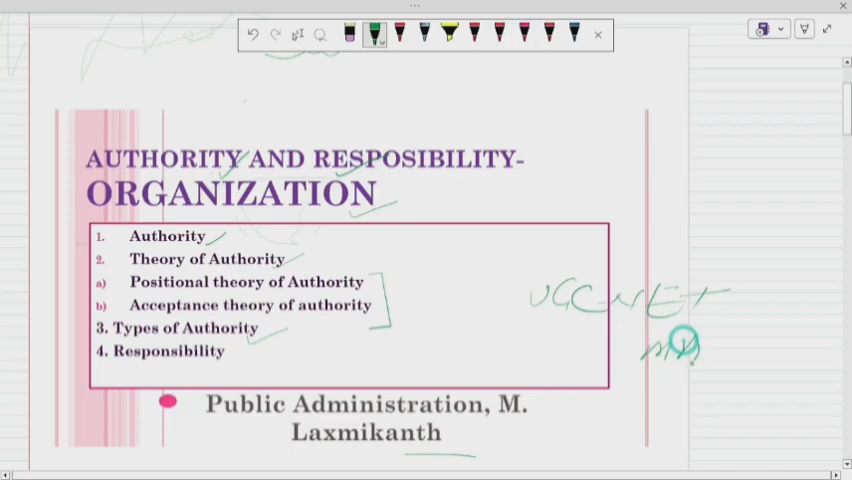 AUTHORITY AND RESPOSIBILITY-
ORGANIZATION
1. Authority
2. Theory of Authority
a) Positional theory of Authority
b) Acceptance theory of authority
3. Types of Authority
4. Responsibility
UGC NET
Public Administration, M.
Laxmikanth